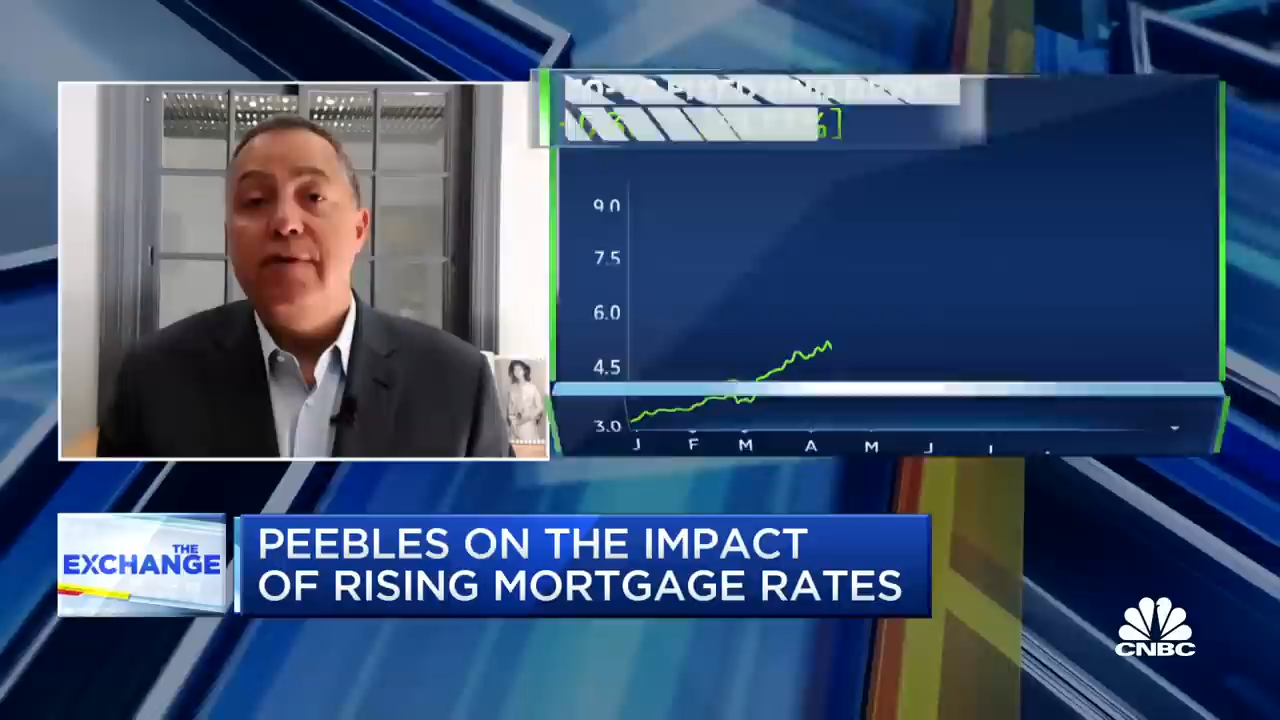 %]
9.0
7.5
6.0
4.5
3.0
J F M A M J
THE
EXCHANGE
PEEBLES ON THE IMPACT
OF RISING MORTGAGE RATES
CNBC